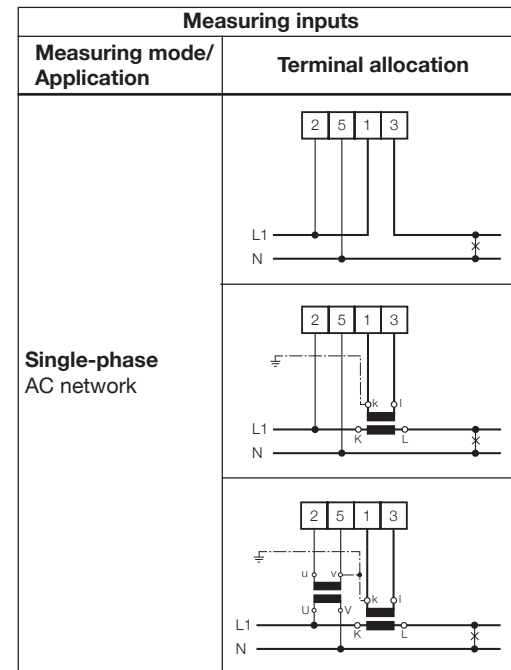 Measuring inputs
Measuring mode/
Application
Terminal allocation
2 5 1 3
L1
N
Single-phase
AC network
2 5 1 3
k l
L1
K L
N
2 5 1 3
u v
k l
U V
L1
K L
N